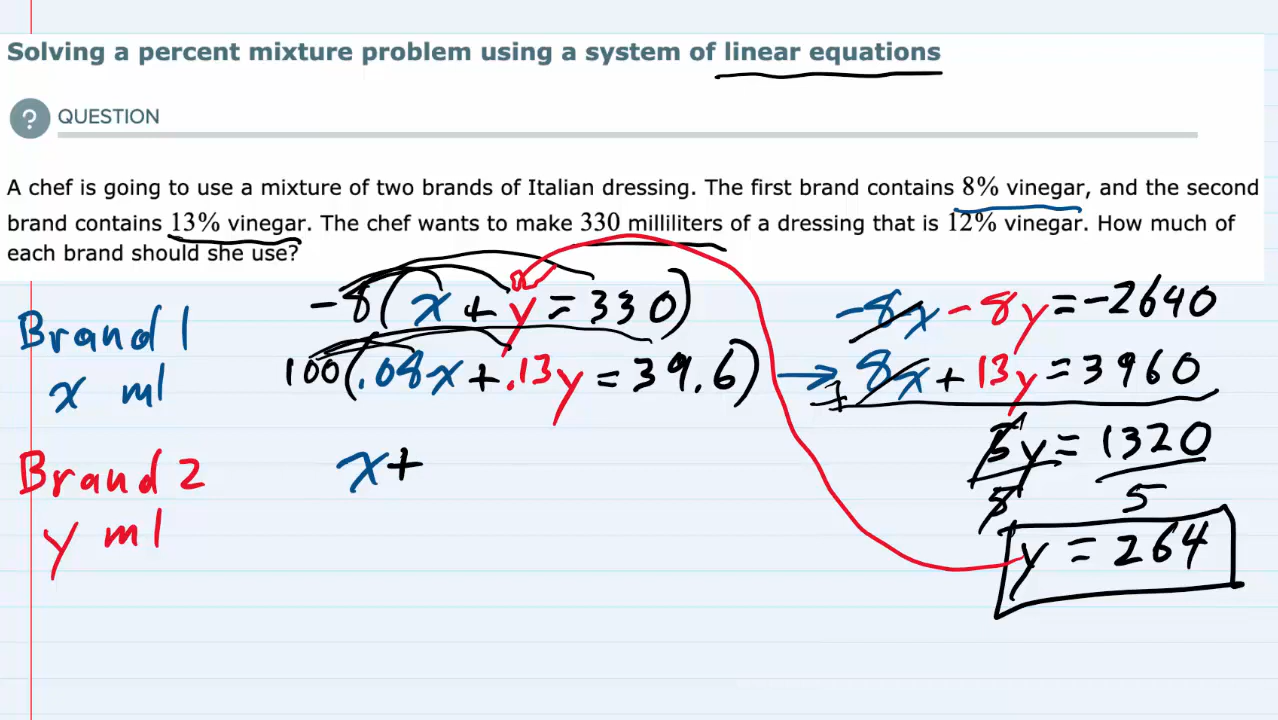 Solving a percent mixture problem using a system of linear equations
? QUESTION
A chef is going to use a mixture of two brands of Italian dressing. The first brand contains 8% vinegar, and the second
brand contains 13% vinegar. The chef wants to make 330 milliliters of a dressing that is 12% vinegar. How much of
each brand should she use?
Brand 1
x ml
Brand 2
y ml
-8(x + y = 330)
100(.08x + .13y = 39.6) →
x +
-8x - 8y = -2640
+ 8x + 13y = 3960
5y = 1320
5 5
y = 264